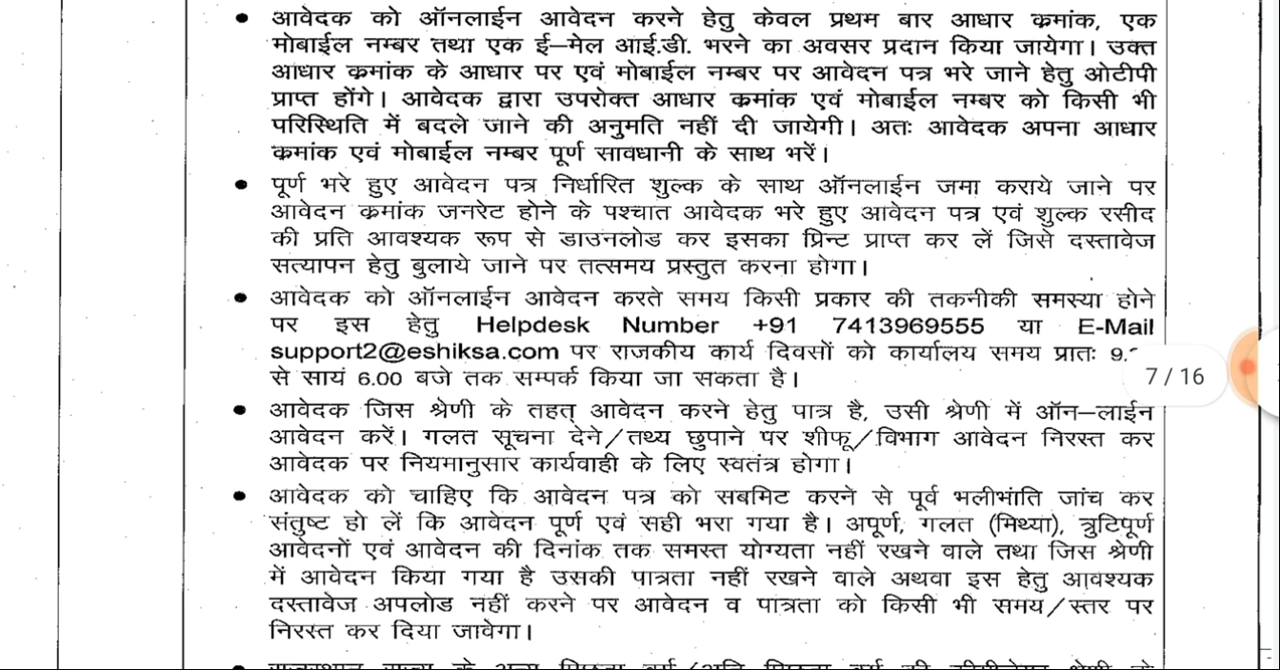 • आवेदक को ऑनलाईन आवेदन करने हेतु केवल प्रथम बार आधार क्रमांक, एक
मोबाईल नम्बर तथा एक ई–मेल आई.डी. भरने का अवसर प्रदान किया जायेगा। उक्त
आधार क्रमांक के आधार पर एवं मोबाईल नम्बर पर आवेदन पत्र भरे जाने हेतु ओटीपी
प्राप्त होंगे। आवेदक द्वारा उपरोक्त आधार क्रमांक एवं मोबाईल नम्बर को किसी भी
परिस्थिति में बदले जाने की अनुमति नहीं दी जायेगी। अतः आवेदक अपना आधार
क्रमांक एवं मोबाईल नम्बर पूर्ण सावधानी के साथ भरें।
• पूर्ण भरे हुए आवेदन पत्र निर्धारित शुल्क के साथ ऑनलाईन जमा कराये जाने पर
आवेदन क्रमांक जनरेट होने के पश्चात आवेदक भरे हुए आवेदन पत्र एवं शुल्क रसीद
की प्रति आवश्यक रूप से डाउनलोड कर इसका प्रिन्ट प्राप्त कर लें जिसे दस्तावेज
सत्यापन हेतु बुलाये जाने पर तत्समय प्रस्तुत करना होगा।
• आवेदक को ऑनलाईन आवेदन करते समय किसी प्रकार की तकनीकी समस्या होने
पर इस हेतु Helpdesk Number +91 7413969555 या E-Mail
support2@eshiksa.com पर राजकीय कार्य दिवसों को कार्यालय समय प्रातः 9.
से सायं 6.00 बजे तक सम्पर्क किया जा सकता है।
7 / 16
• आवेदक जिस श्रेणी के तहत् आवेदन करने हेतु पात्र है, उसी श्रेणी में ऑन–लाईन
आवेदन करें। गलत सूचना देने/तथ्य छुपाने पर शीफू/विभाग आवेदन निरस्त कर
आवेदक पर नियमानुसार कार्यवाही के लिए स्वतंत्र होगा।
• आवेदक को चाहिए कि आवेदन पत्र को सबमिट करने से पूर्व भलीभांति जांच कर
संतुष्ट हो लें कि आवेदन पूर्ण एवं सही भरा गया है। अपूर्ण, गलत (मिथ्या), त्रुटिपूर्ण
आवेदनों एवं आवेदन की दिनांक तक समस्त योग्यता नहीं रखने वाले तथा जिस श्रेणी
में आवेदन किया गया है उसकी पात्रता नहीं रखने वाले अथवा इस हेतु आवश्यक
दस्तावेज अपलोड नहीं करने पर आवेदन व पात्रता को किसी भी समय/स्तर पर
निरस्त कर दिया जावेगा।